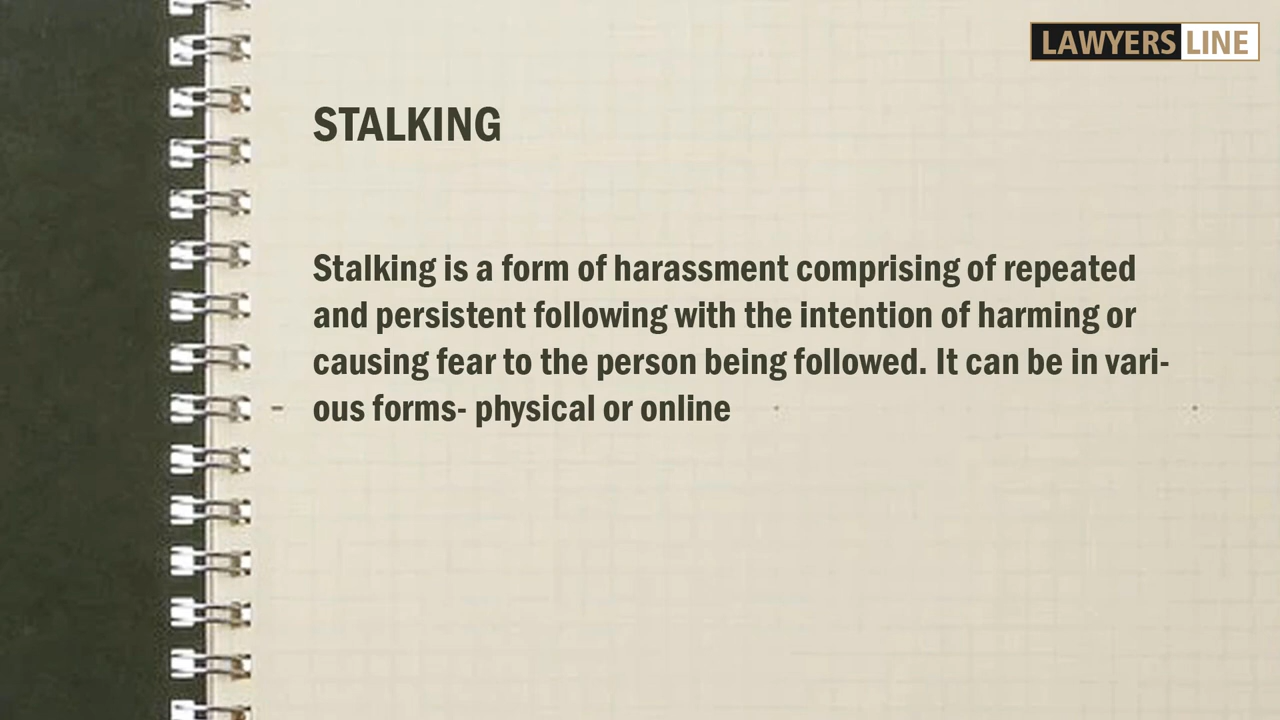 LAWYERS LINE
STALKING
Stalking is a form of harassment comprising of repeated
and persistent following with the intention of harming or
causing fear to the person being followed. It can be in vari-
ous forms- physical or online